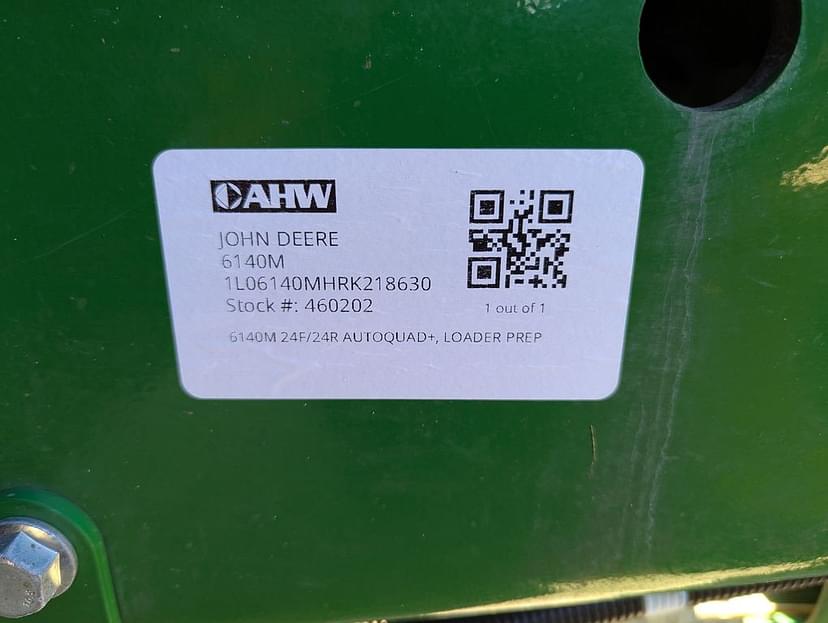 AHW
JOHN DEERE
6140M
1L06140MHRK218630
Stock #: 460202
1 out of 1
6140M 24F/24R AUTOQUAD+, LOADER PREP